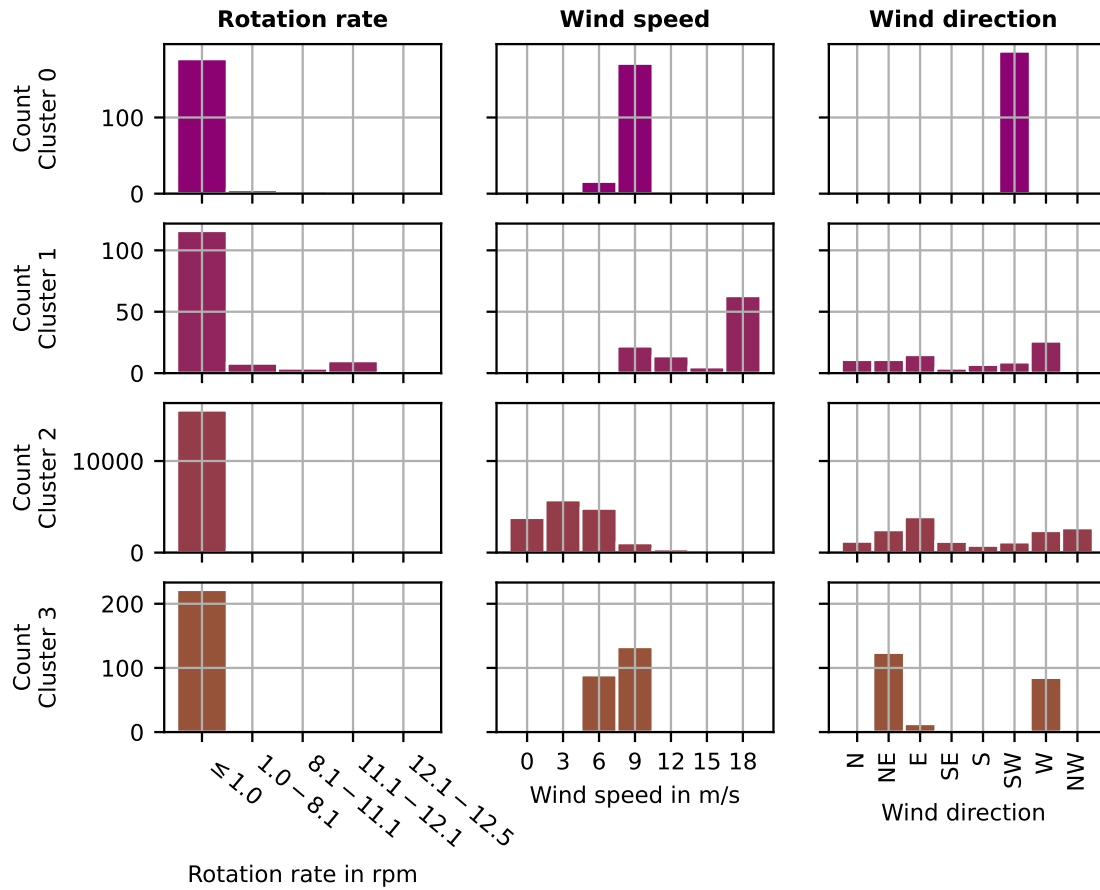 Rotation rate
Wind speed
Wind direction
Count
Cluster 0
100
0
Count
Cluster 1
100
50
0
Count
Cluster 2
10000
0
Count
Cluster 3
200
100
0
≤ 1.0
1.0 − 8.1
8.1 − 11.1
11.1 − 12.1
12.1 − 12.5
Rotation rate in rpm
0 3 6 9 12 15 18
Wind speed in m/s
N NE E SE S SW W NW
Wind direction